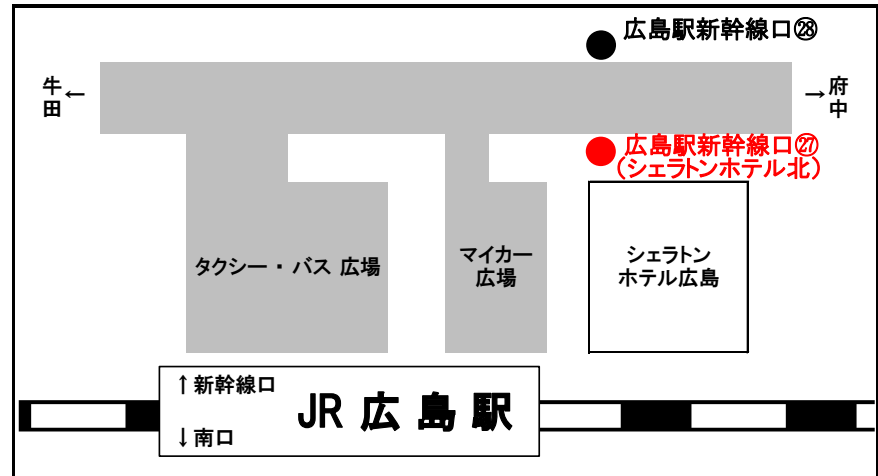 広島駅新幹線口㉘
牛田
←
→
府中
広島駅新幹線口㉗
(シェラトンホテル北)
タクシー・バス 広場
マイカー
広場
シェラトン
ホテル広島
↑新幹線口
JR 広島駅
↓南口